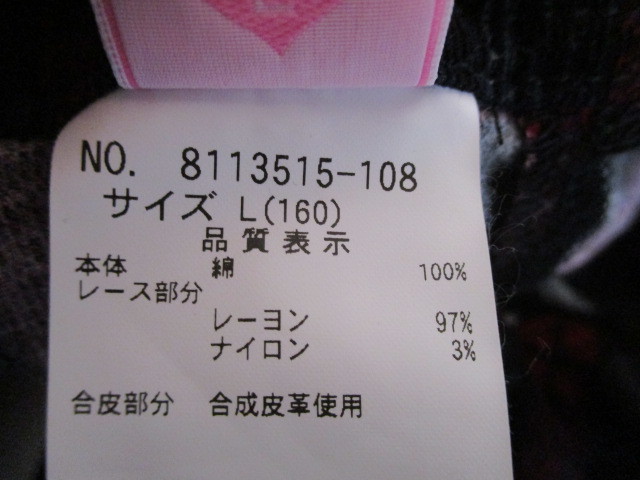 NO. 8113515-108
サイズ L(160)
品質表示
本体 綿 100%
レース部分
レーヨン 97%
ナイロン 3%
合皮部分 合成皮革使用